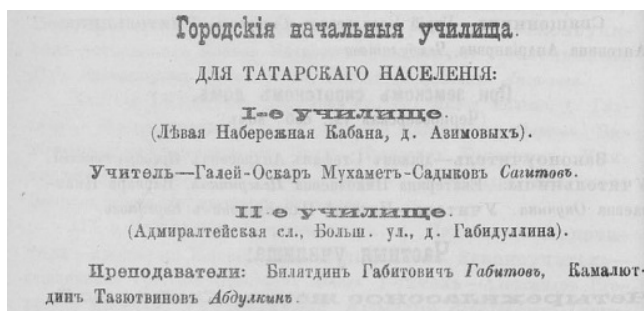 Городскія начальныя училища.
ДЛЯ ТАТАРСКАГО НАСЕЛЕНІЯ:
I-е училище.
(Лѣвая Набережная Кабана, д. Азимовыхъ).
Учитель—Галей-Оскаръ Мухаметъ-Садыковъ Сагитовъ.
II е училище.
(Адмиралтейская сл., Больш. ул., д. Габидуллина).
Преподаватели: Билятдинъ Габитовичъ Габитовъ, Камалют-
динъ Тазютвиновъ Абдулкинъ.